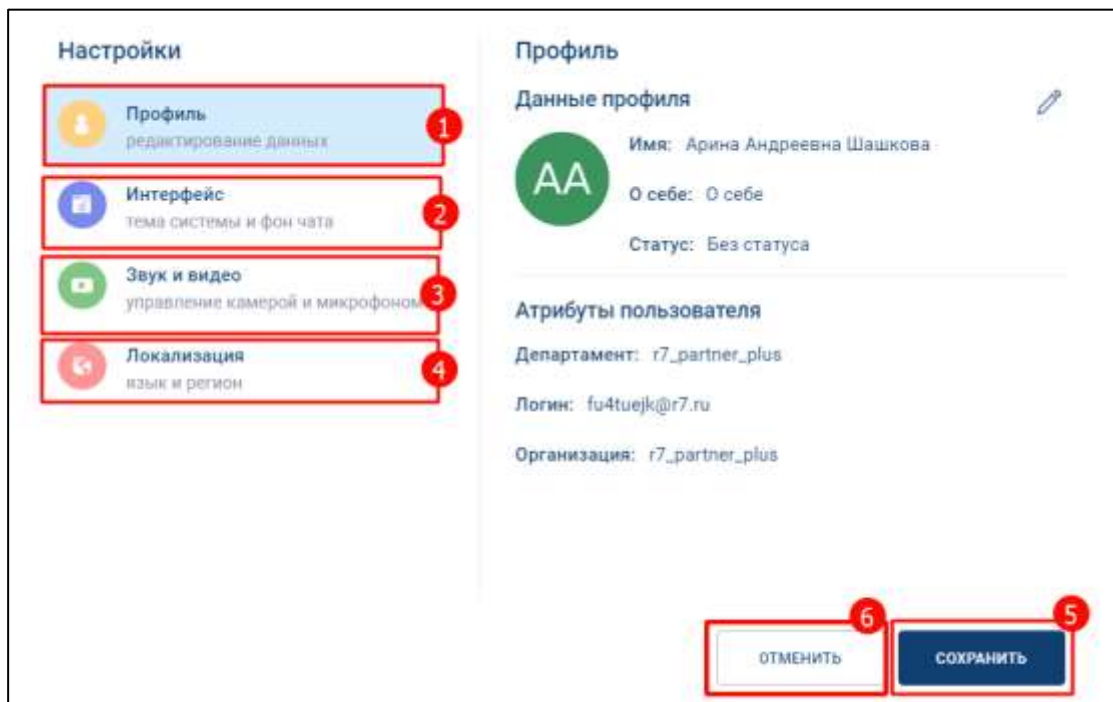 Настройки
Профиль
редактирование данных
1
Интерфейс
тема системы и фон чата
2
Звук и видео
управление камерой и микрофоном
3
Локализация
язык и регион
4
Профиль
Данные профиля
AA
Имя: Арина Андреевна Шашкова
О себе: О себе
Статус: Без статуса
Атрибуты пользователя
Департамент: r7_partner_plus
Логин: fu4tuejk@r7.ru
Организация: r7_partner_plus
6
ОТМЕНИТЬ
5
СОХРАНИТЬ